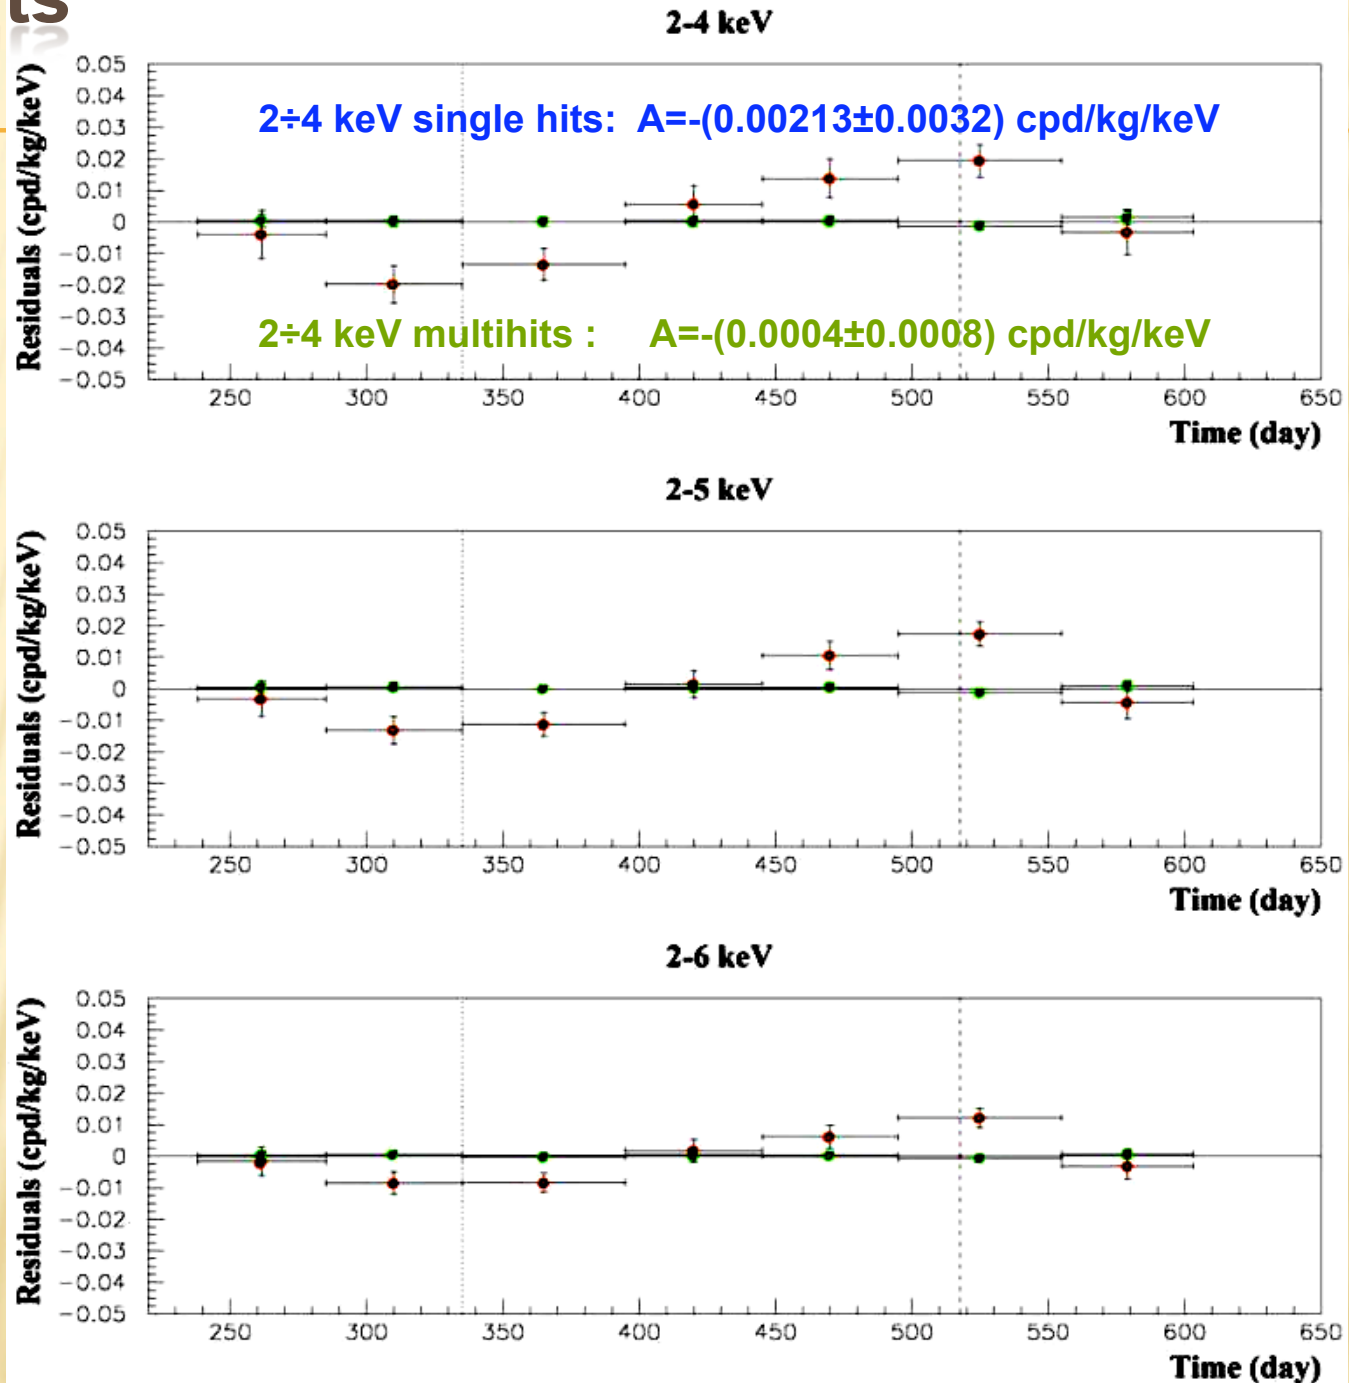 ts
2-4 keV
Residuals (cpd/kg/keV)
0.05
0.04
0.03
0.02
0.01
0
−0.01
−0.02
−0.03
−0.04
−0.05
2÷4 keV single hits: A=-(0.00213±0.0032) cpd/kg/keV
2÷4 keV multihits : A=-(0.0004±0.0008) cpd/kg/keV
250 300 350 400 450 500 550 600 650
Time (day)
2-5 keV
Residuals (cpd/kg/keV)
0.05
0.04
0.03
0.02
0.01
0
−0.01
−0.02
−0.03
−0.04
−0.05
250 300 350 400 450 500 550 600 650
Time (day)
2-6 keV
Residuals (cpd/kg/keV)
0.05
0.04
0.03
0.02
0.01
0
−0.01
−0.02
−0.03
−0.04
−0.05
250 300 350 400 450 500 550 600 650
Time (day)